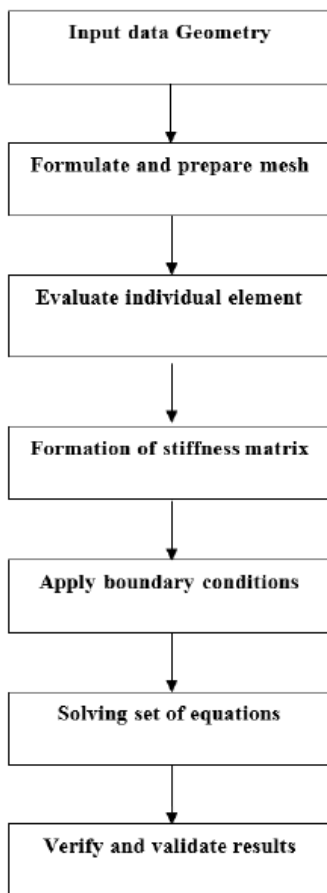 Input data Geometry
Formulate and prepare mesh
Evaluate individual element
Formation of stiffness matrix
Apply boundary conditions
Solving set of equations
Verify and validate results